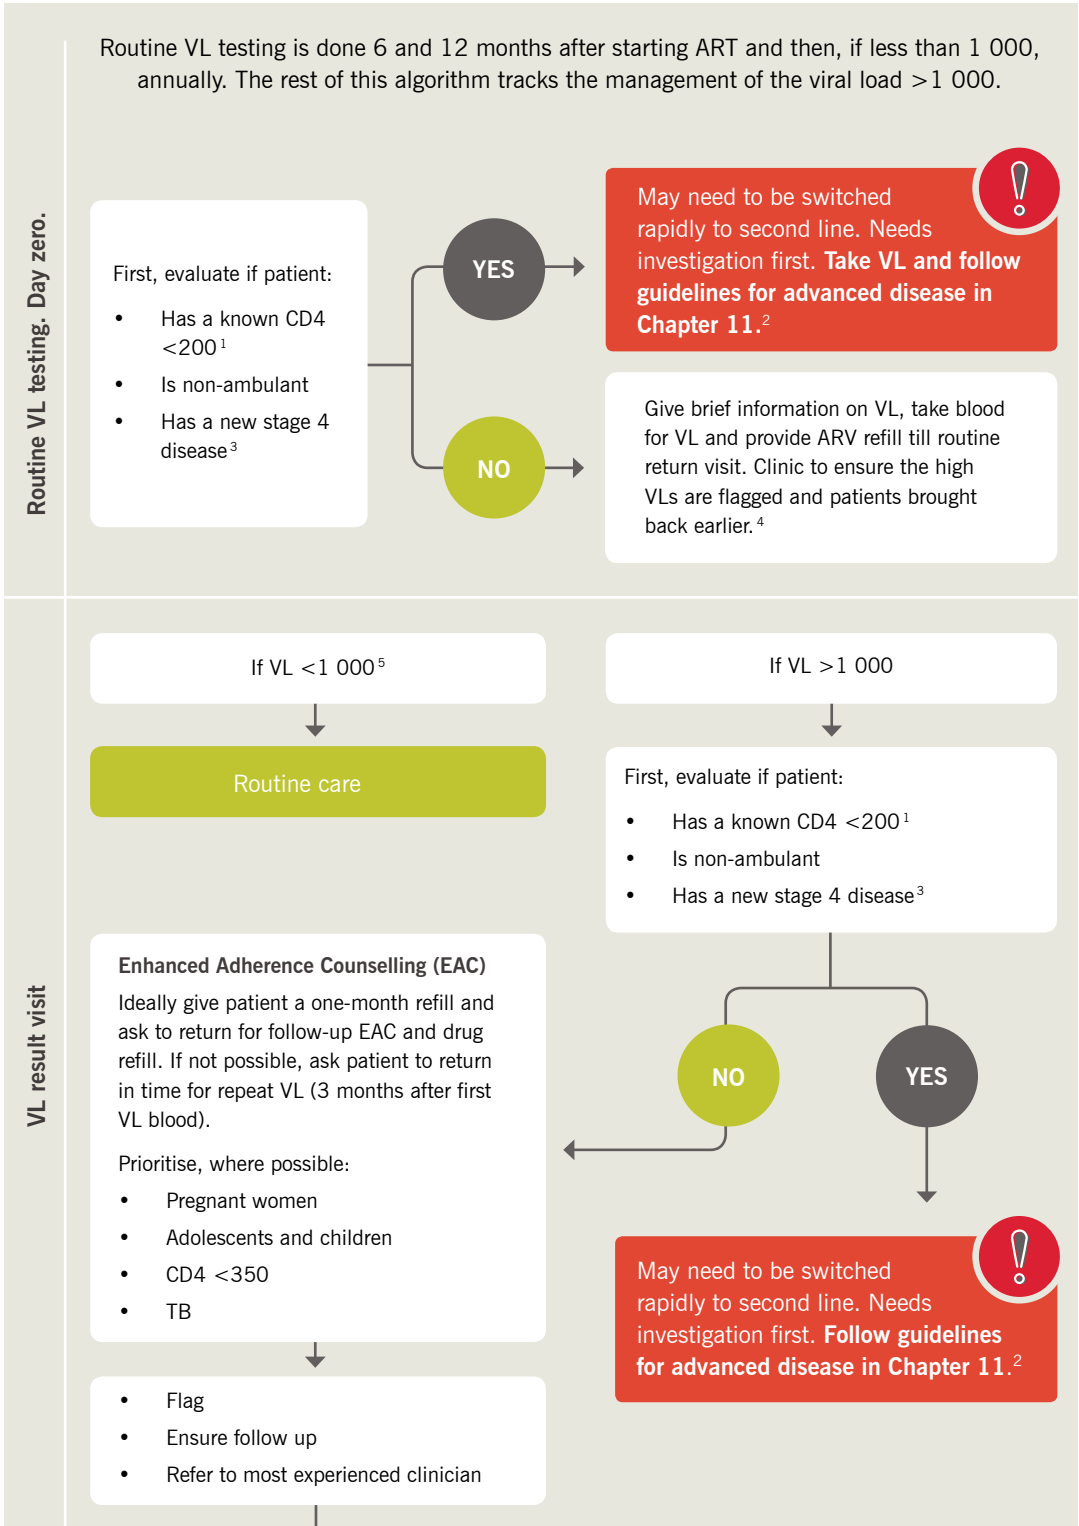 Routine VL testing is done 6 and 12 months after starting ART and then, if less than 1 000,
annually. The rest of this algorithm tracks the management of the viral load >1 000.
Routine VL testing. Day zero.
First, evaluate if patient:
• Has a known CD4
<200 1
• Is non-ambulant
• Has a new stage 4
disease 3
YES
May need to be switched
rapidly to second line. Needs
investigation first. Take VL and follow
guidelines for advanced disease in
Chapter 11.2
NO
Give brief information on VL, take blood
for VL and provide ARV refill till routine
return visit. Clinic to ensure the high
VLs are flagged and patients brought
back earlier. 4
VL result visit
If VL <1 000 5
Routine care
If VL >1 000
First, evaluate if patient:
• Has a known CD4 <200 1
• Is non-ambulant
• Has a new stage 4 disease 3
NO
YES
Enhanced Adherence Counselling (EAC)
Ideally give patient a one-month refill and
ask to return for follow-up EAC and drug
refill. If not possible, ask patient to return
in time for repeat VL (3 months after first
VL blood).
Prioritise, where possible:
• Pregnant women
• Adolescents and children
• CD4 <350
• TB
May need to be switched
rapidly to second line. Needs
investigation first. Follow guidelines
for advanced disease in Chapter 11.2
• Flag
• Ensure follow up
• Refer to most experienced clinician